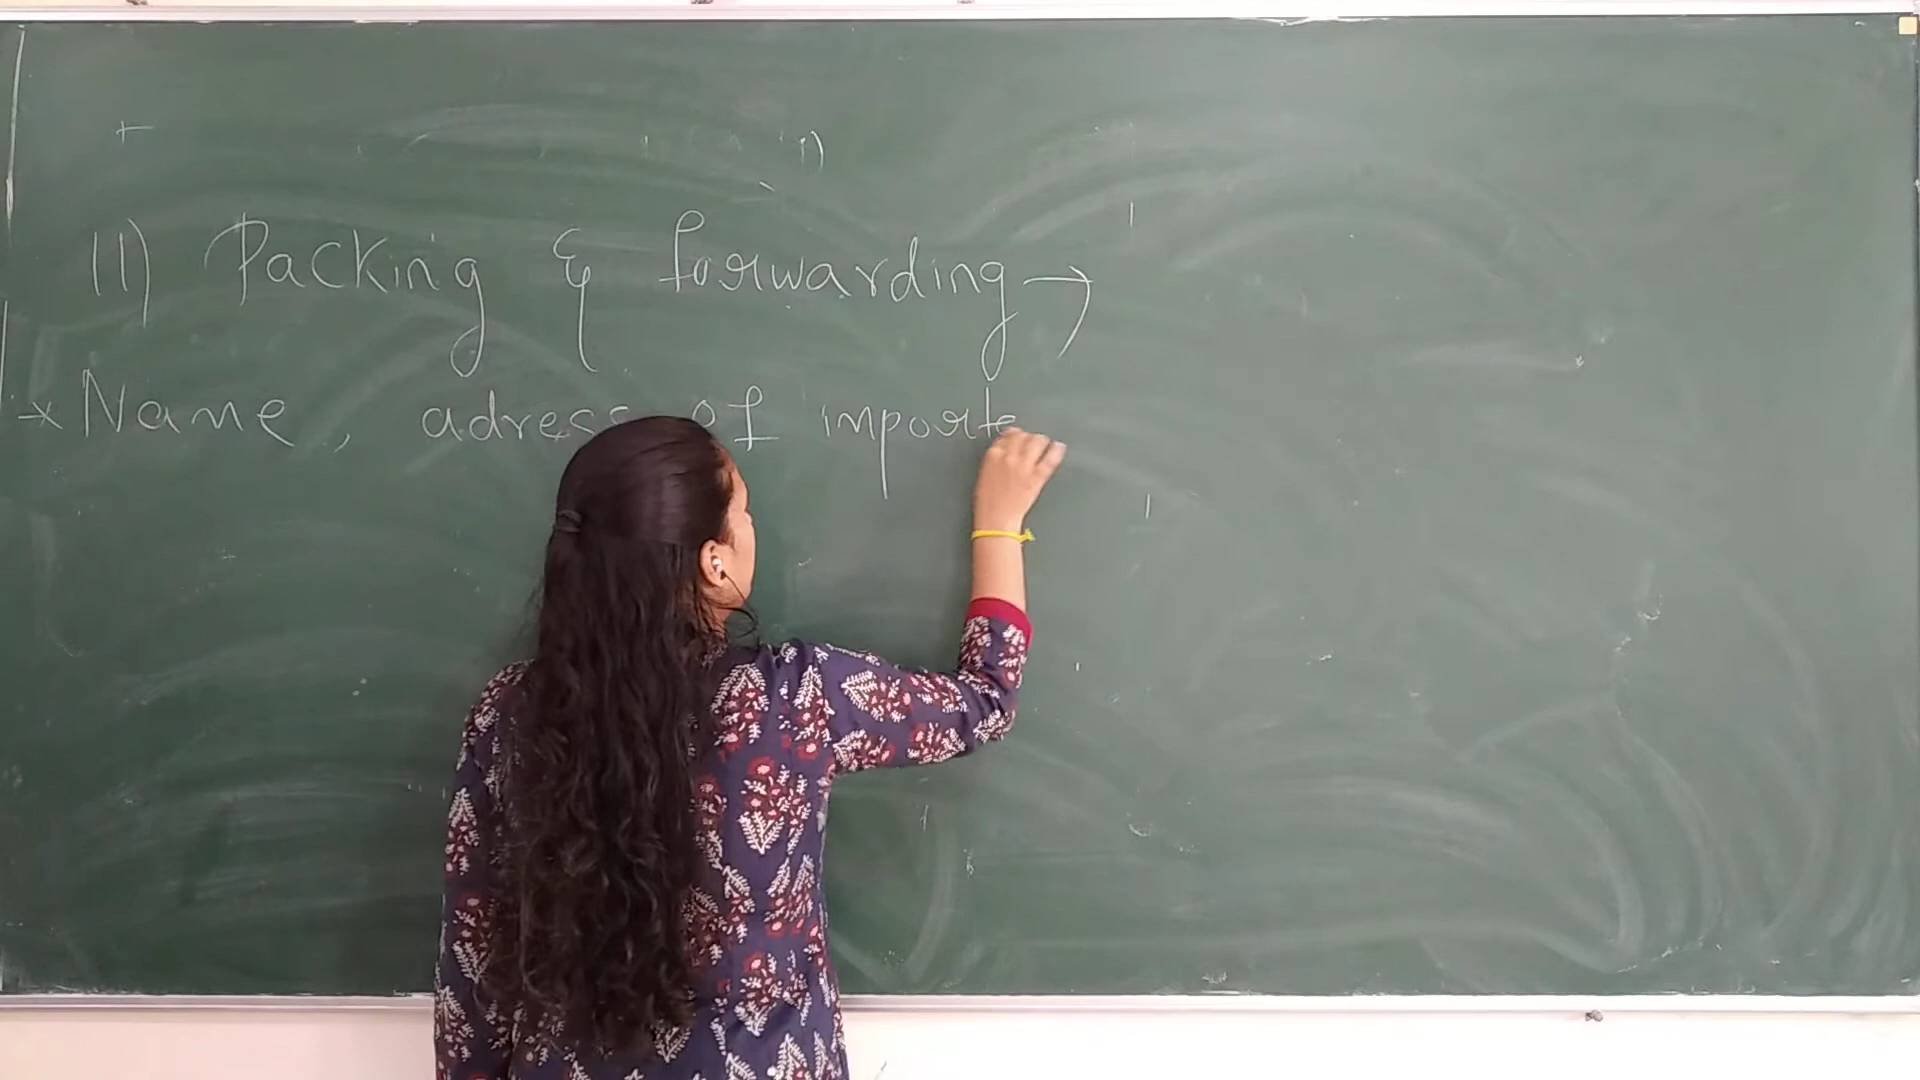 11) Packing & forwarding →
* Name, adress of importe